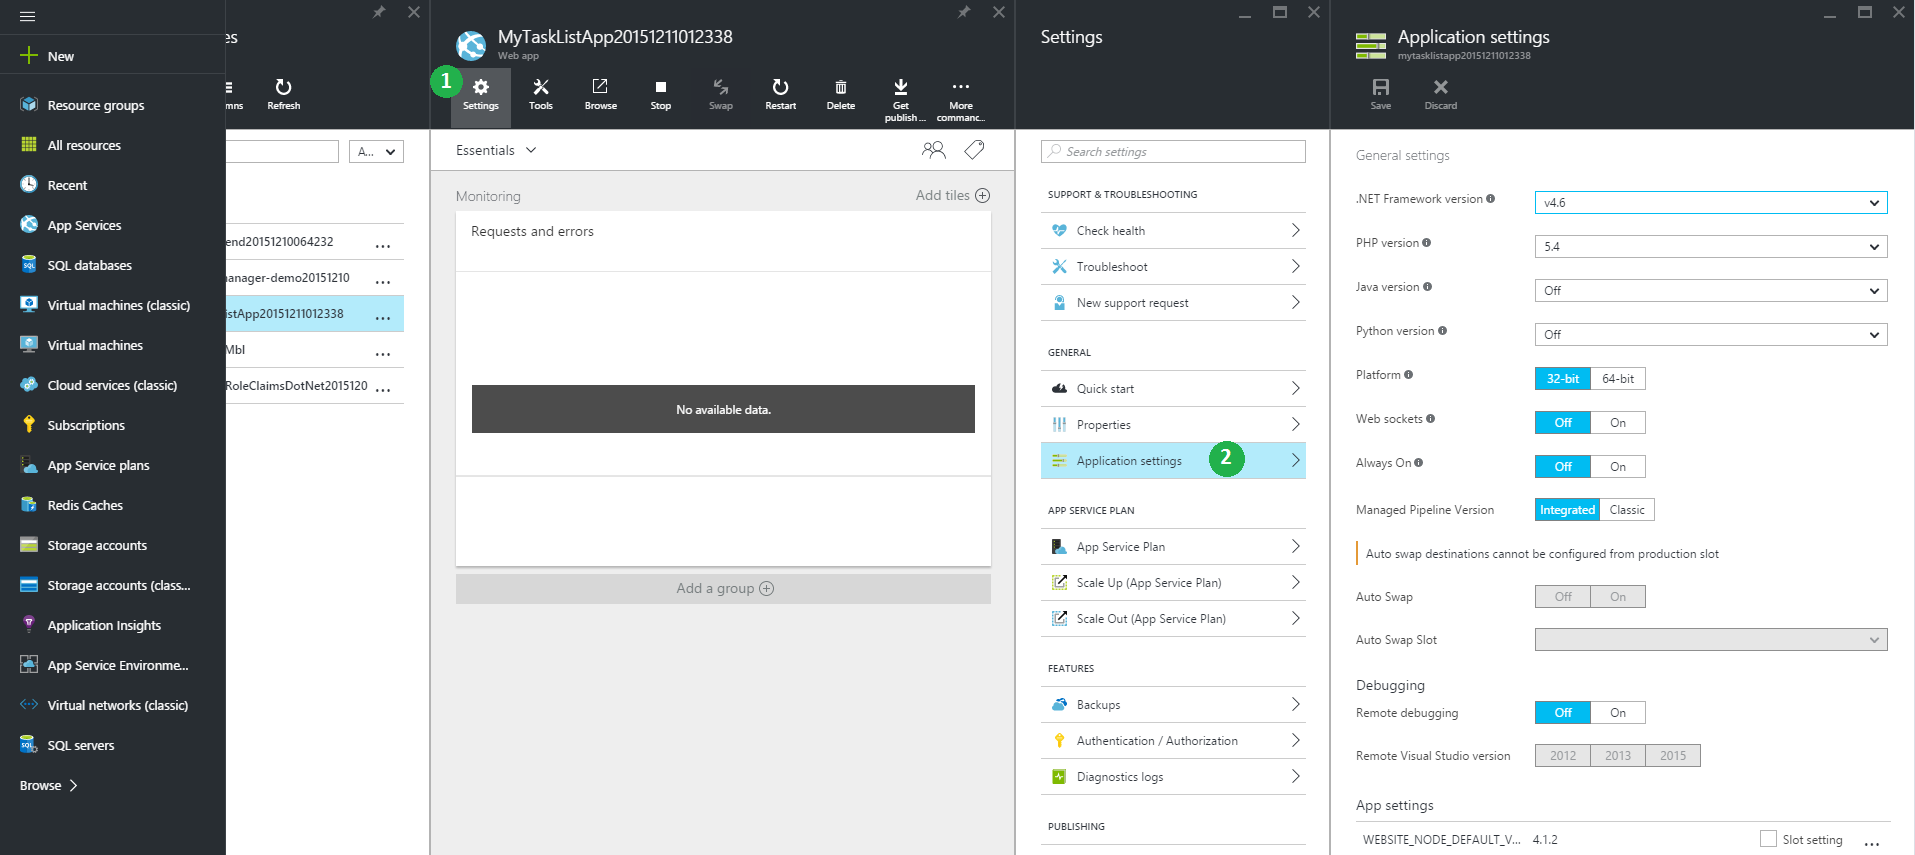 New
Resource groups
All resources
Recent
App Services
SQL databases
Virtual machines (classic)
Virtual machines
Cloud services (classic)
Subscriptions
App Service plans
Redis Caches
Storage accounts
Storage accounts (class...
Application Insights
App Service Environme...
Virtual networks (classic)
SQL servers
Browse
es
mns
Refresh
A...
end20151210064232
anager-demo20151210
istApp20151211012338
Mbl
RoleClaimsDotNet2015120
MyTaskListApp20151211012338
Web app
1
Settings
Tools
Browse
Stop
Swap
Restart
Delete
Get publish ...
More commanc...
Essentials
Monitoring
Add tiles
Requests and errors
No available data.
Add a group
Settings
Search settings
SUPPORT & TROUBLESHOOTING
Check health
Troubleshoot
New support request
GENERAL
Quick start
Properties
Application settings
2
APP SERVICE PLAN
App Service Plan
Scale Up (App Service Plan)
Scale Out (App Service Plan)
FEATURES
Backups
Authentication / Authorization
Diagnostics logs
PUBLISHING
Application settings
mytasklistapp20151211012338
Save
Discard
General settings
.NET Framework version v4.6
PHP version 5.4
Java version Off
Python version Off
Platform 32-bit 64-bit
Web sockets Off On
Always On Off On
Managed Pipeline Version Integrated Classic
Auto swap destinations cannot be configured from production slot
Auto Swap Off On
Auto Swap Slot
Debugging
Remote debugging Off On
Remote Visual Studio version 2012 2013 2015
App settings
WEBSITE_NODE_DEFAULT_V... 4.1.2 Slot setting ...